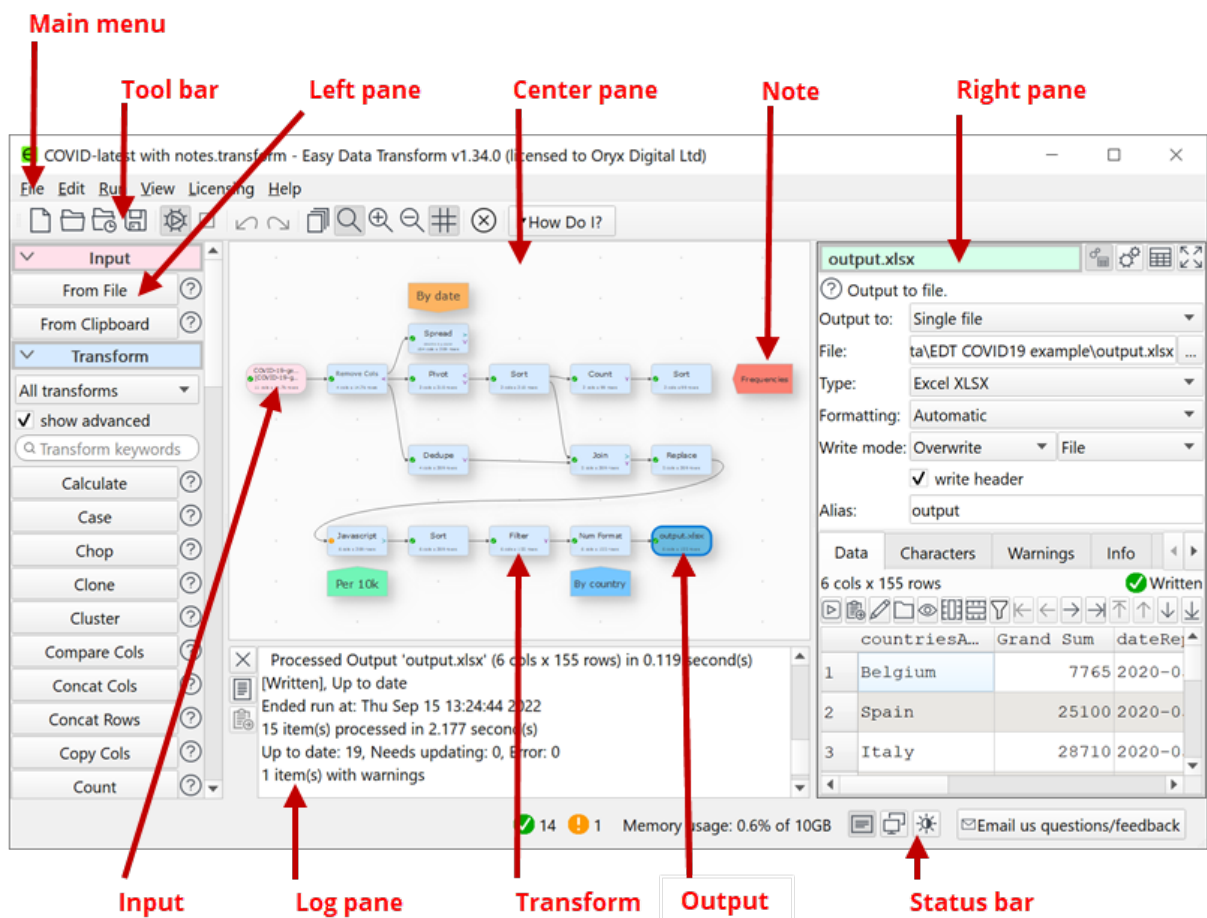 Main menu
Tool bar
Left pane
Center pane
Note
Right pane
COVID-latest with notes.transform - Easy Data Transform v1.34.0 (licensed to Oryx Digital Ltd)
File Edit Run View Licensing Help
How Do I?
Input
From File
From Clipboard
Transform
All transforms
show advanced
Transform keywords
Calculate
Case
Chop
Clone
Cluster
Compare Cols
Concat Cols
Concat Rows
Copy Cols
Count
By date
Spread
Remove Cols
Pivot
Sort
Count
Sort
Frequencies
Dedupe
Join
Replace
Javascript
Sort
Filter
Num Format
output.xlsx
Per 10k
By country
Processed Output 'output.xlsx' (6 cols x 155 rows) in 0.119 second(s)
[Written], Up to date
Ended run at: Thu Sep 15 13:24:44 2022
15 item(s) processed in 2.177 second(s)
Up to date: 19, Needs updating: 0, Error: 0
1 item(s) with warnings
output.xlsx
Output to file.
Output to: Single file
File: ta\EDT COVID19 example\output.xlsx ...
Type: Excel XLSX
Formatting: Automatic
Write mode: Overwrite File
write header
Alias: output
Data Characters Warnings Info
6 cols x 155 rows Written
countriesA... Grand Sum dateRe
1 Belgium 7765 2020-0
2 Spain 25100 2020-0
3 Italy 28710 2020-0
14 1 Memory usage: 0.6% of 10GB Email us questions/feedback
Input
Log pane
Transform
Output
Status bar